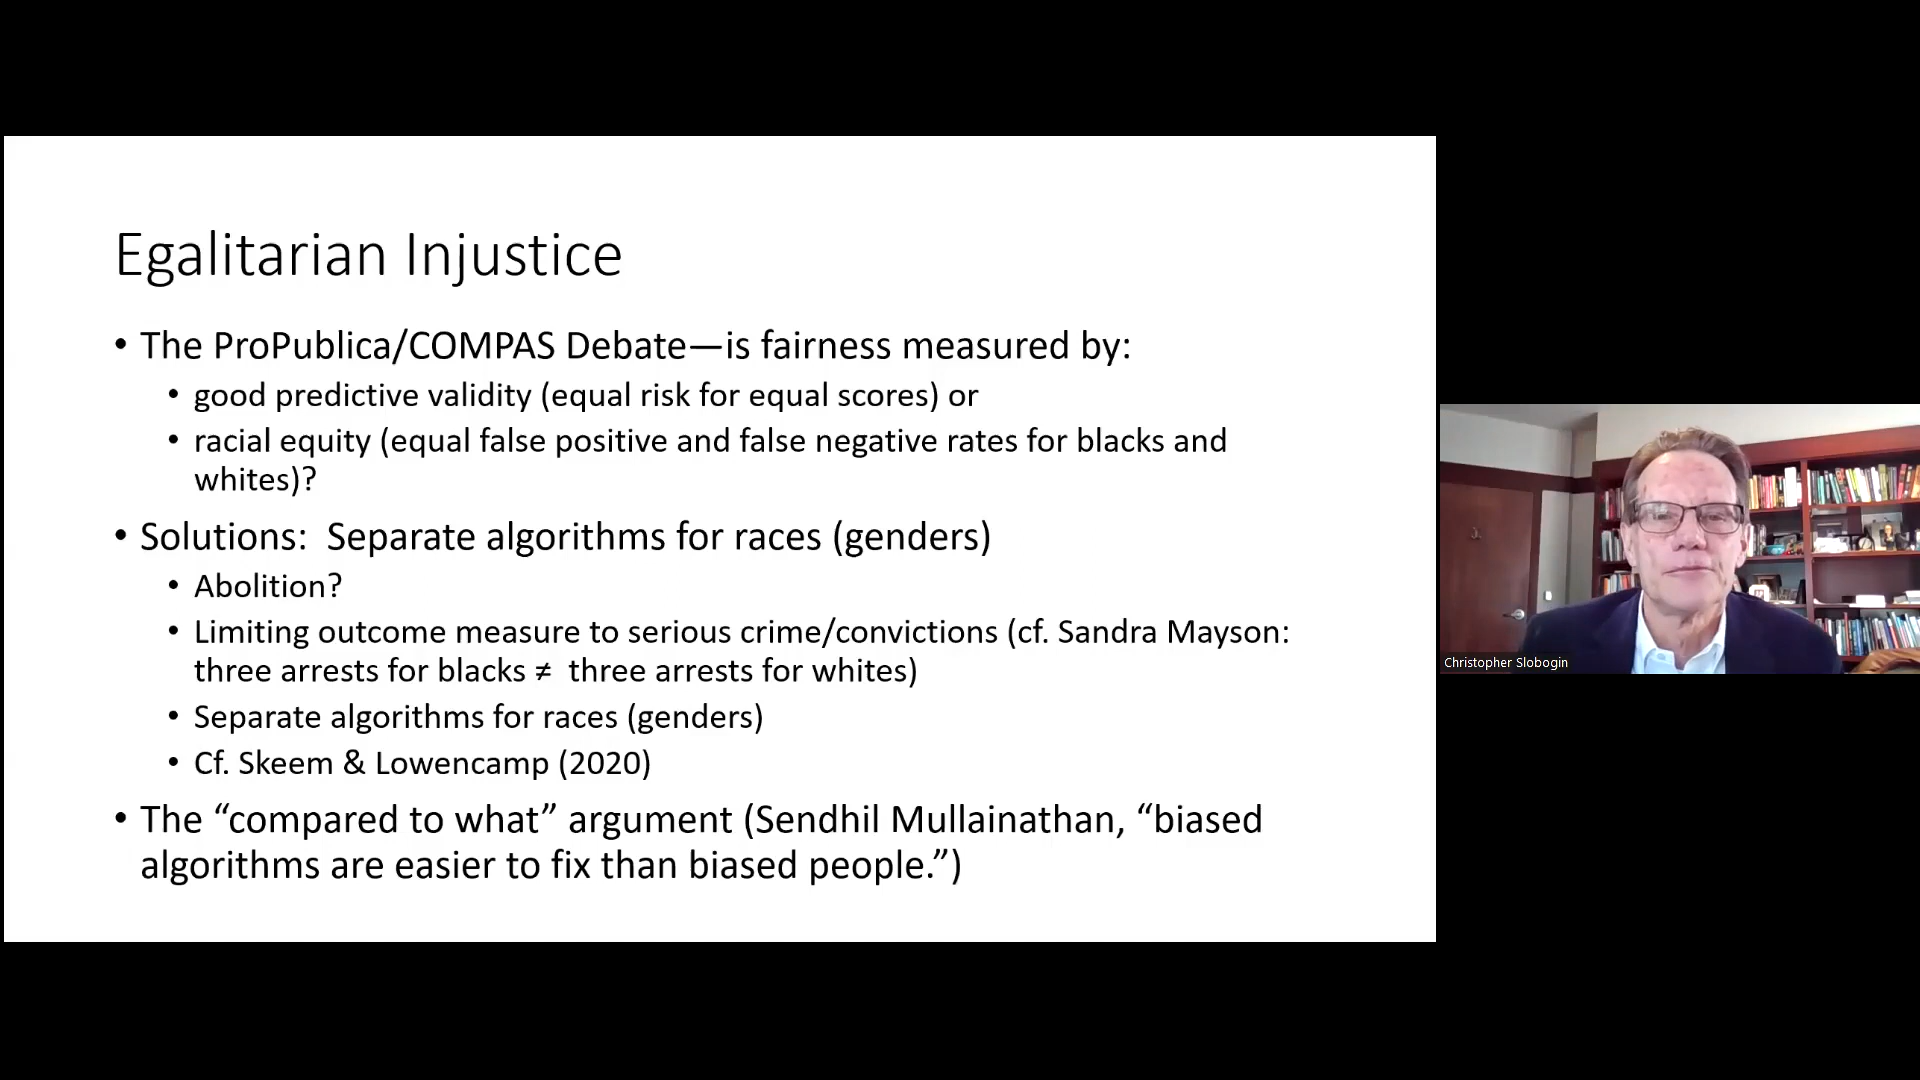 Egalitarian Injustice
• The ProPublica/COMPAS Debate—is fairness measured by:
• good predictive validity (equal risk for equal scores) or
• racial equity (equal false positive and false negative rates for blacks and
whites)?
• Solutions:  Separate algorithms for races (genders)
• Abolition?
• Limiting outcome measure to serious crime/convictions (cf. Sandra Mayson:
three arrests for blacks ≠  three arrests for whites)
• Separate algorithms for races (genders)
• Cf. Skeem & Lowencamp (2020)
• The “compared to what” argument (Sendhil Mullainathan, “biased
algorithms are easier to fix than biased people.”)
Christopher Slobogin